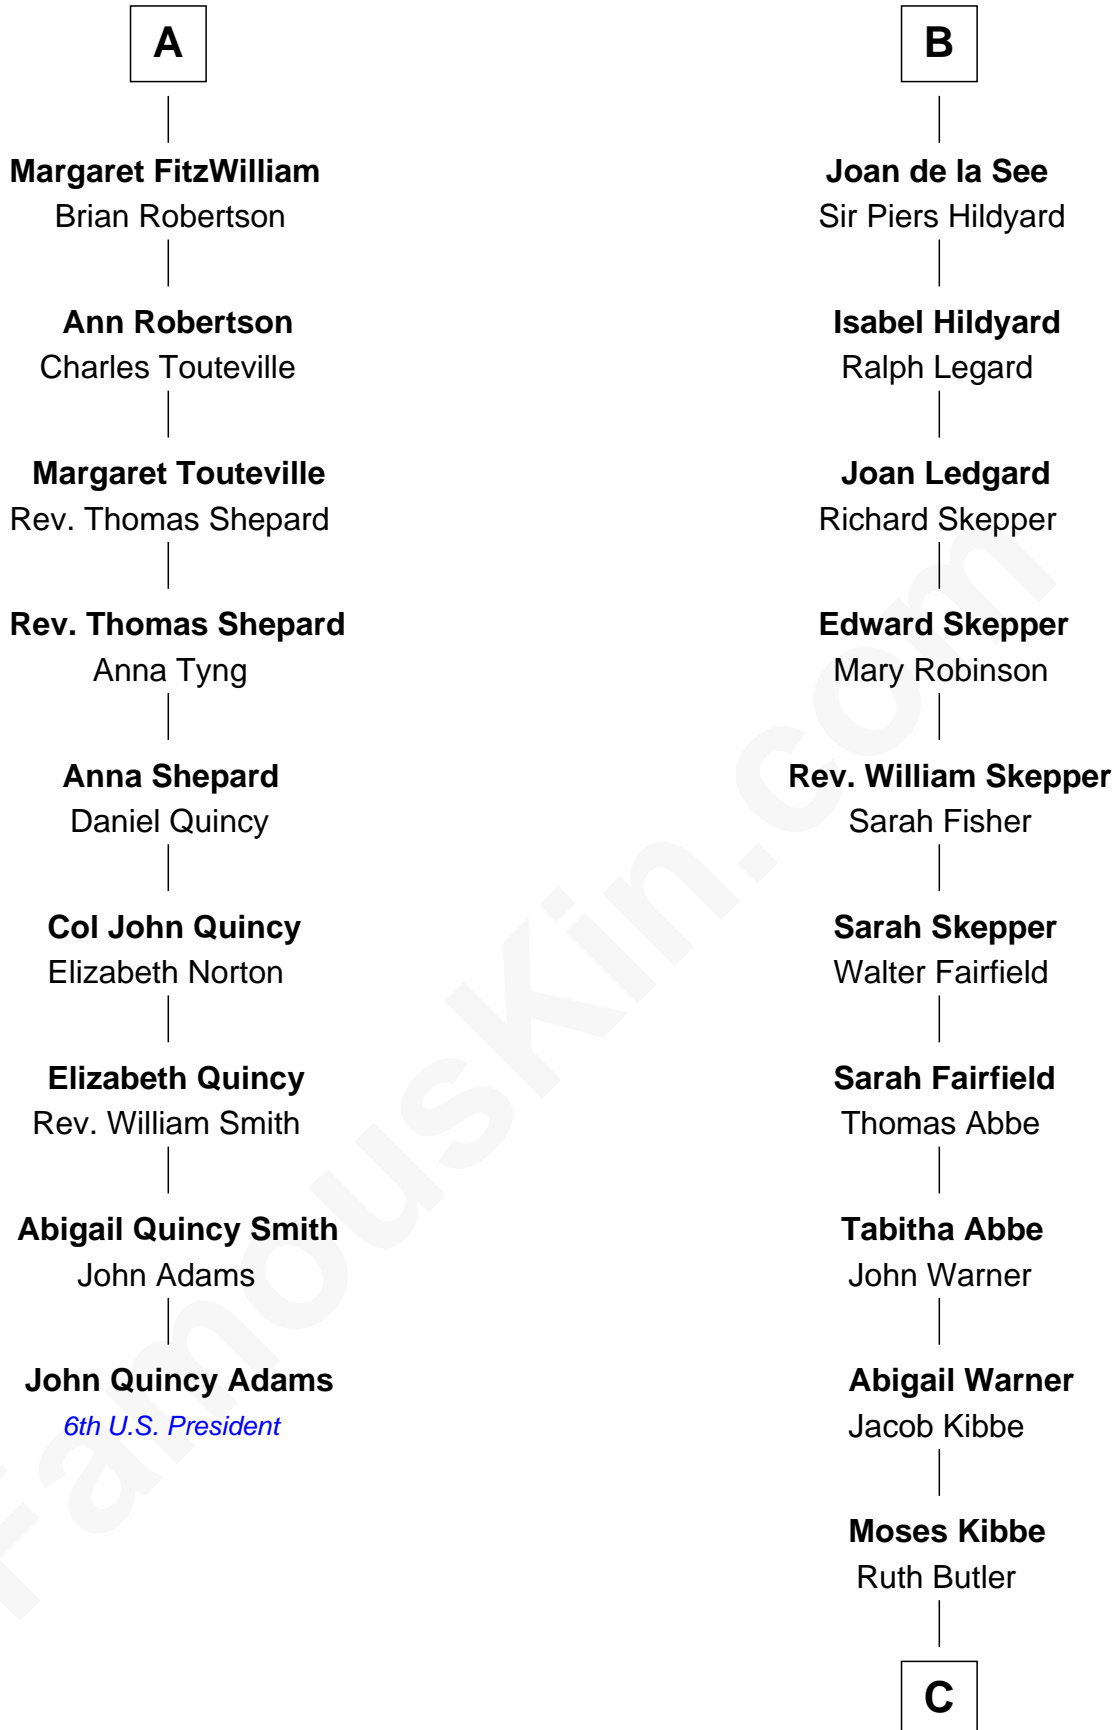 A
Margaret FitzWilliam
Brian Robertson
Ann Robertson
Charles Touteville
Margaret Touteville
Rev. Thomas Shepard
Rev. Thomas Shepard
Anna Tyng
Anna Shepard
Daniel Quincy
Col John Quincy
Elizabeth Norton
Elizabeth Quincy
Rev. William Smith
Abigail Quincy Smith
John Adams
John Quincy Adams
6th U.S. President
B
Joan de la See
Sir Piers Hildyard
Isabel Hildyard
Ralph Legard
Joan Ledgard
Richard Skepper
Edward Skepper
Mary Robinson
Rev. William Skepper
Sarah Fisher
Sarah Skepper
Walter Fairfield
Sarah Fairfield
Thomas Abbe
Tabitha Abbe
John Warner
Abigail Warner
Jacob Kibbe
Moses Kibbe
Ruth Butler
C
FamousKin.com